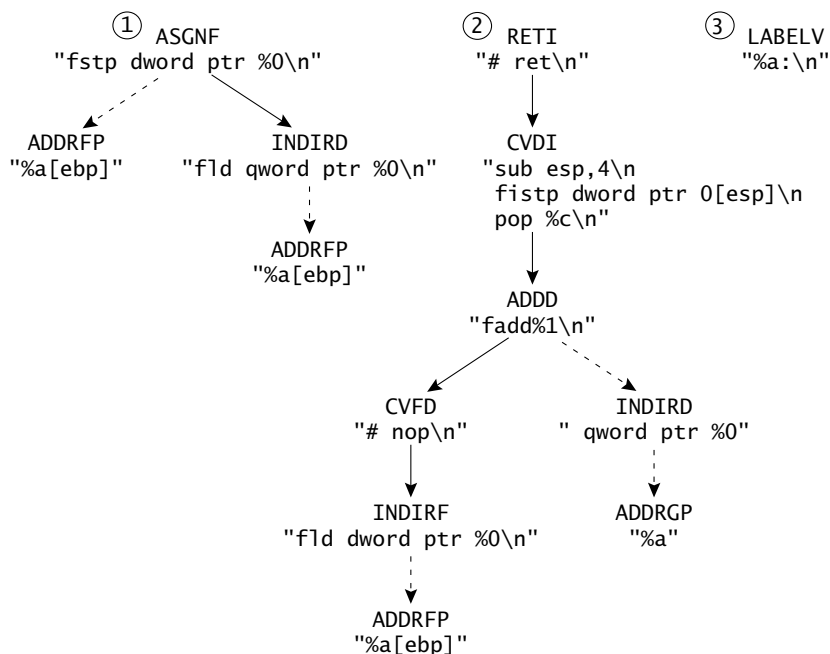 ① ASGNF
"fstp dword ptr %0\n"
ADDRFP
"%a[ebp]"
INDIRD
"fld qword ptr %0\n"
ADDRFP
"%a[ebp]"
② RETI
"# ret\n"
CVDI
"sub esp,4\n
fistp dword ptr 0[esp]\n
pop %c\n"
ADDD
"fadd%1\n"
CVFD
"# nop\n"
INDIRF
"fld dword ptr %0\n"
ADDRFP
"%a[ebp]"
INDIRD
" qword ptr %0"
ADDRGP
"%a"
③ LABELV
"%a:\n"